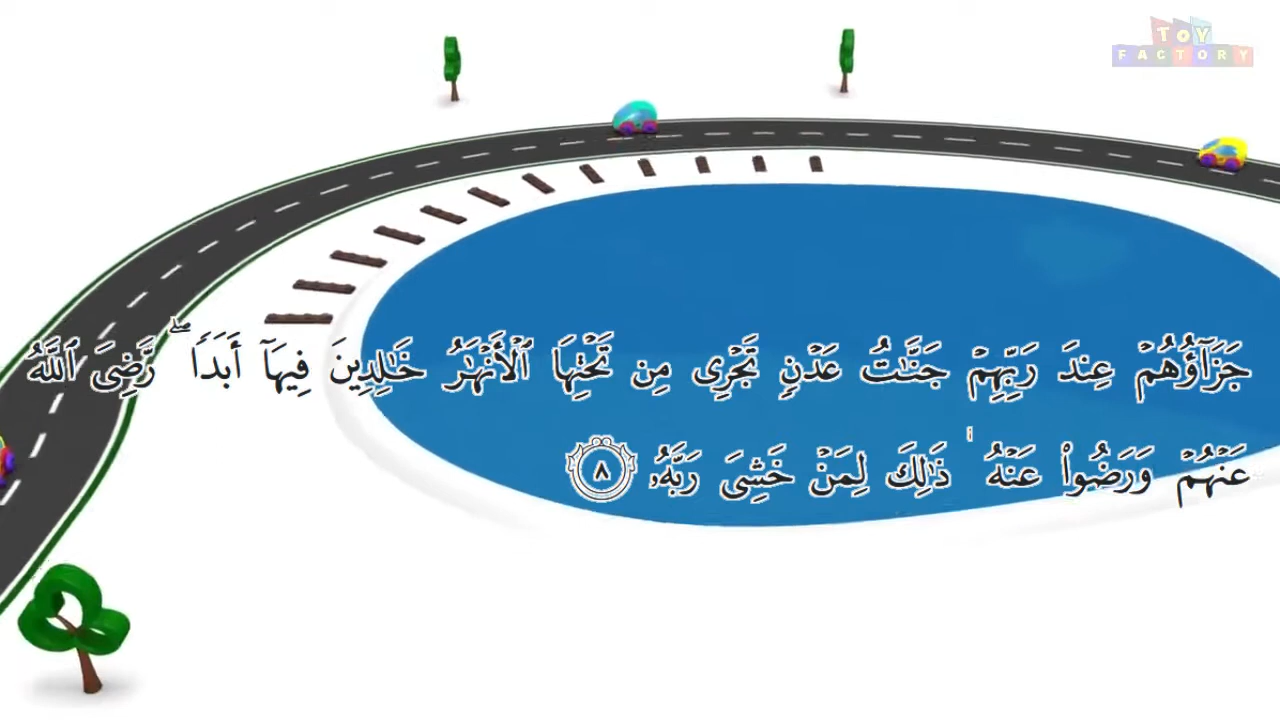 TOY
FACTORY
جَزَآؤُهُمْ عِندَ رَبِّهِمْ جَنَّـٰتُ عَدْنٍ تَجْرِى مِن تَحْتِهَا ٱلْأَنْهَـٰرُ خَـٰلِدِينَ فِيهَآ أَبَدًا ۖ رَّضِىَ ٱللَّهُ
عَنْهُمْ وَرَضُوا۟ عَنْهُ ۚ ذَٰلِكَ لِمَنْ خَشِىَ رَبَّهُۥ ٨